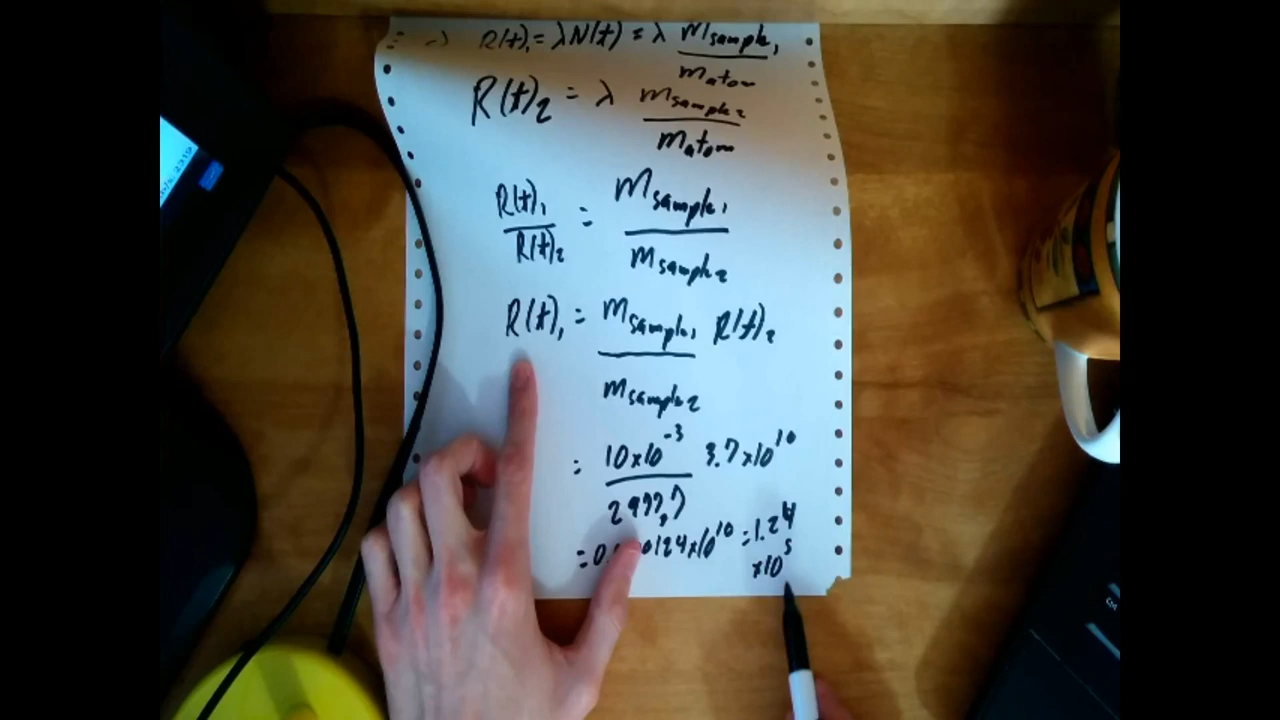 => R(t)₁ = λN(t) = λ m_sample₁ / m_atom
R(t)₂ = λ m_sample₂ / m_atom
R(t)₁ / R(t)₂ = m_sample₁ / m_sample₂
R(t)₁ = m_sample₁ / m_sample₂ R(t)₂
= 10×10⁻³ / 2977.7 3.7×10¹⁰
0124×10¹⁰ = 1.24
×10⁵